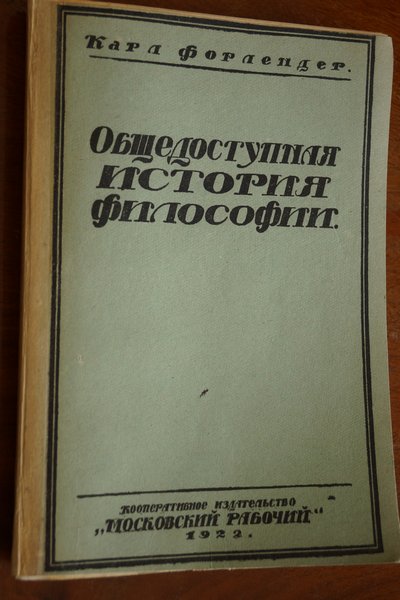 Карл Форлендер.
Общедоступная
история
философии.
Кооперативное издательство
„Московский рабочий“
1922.